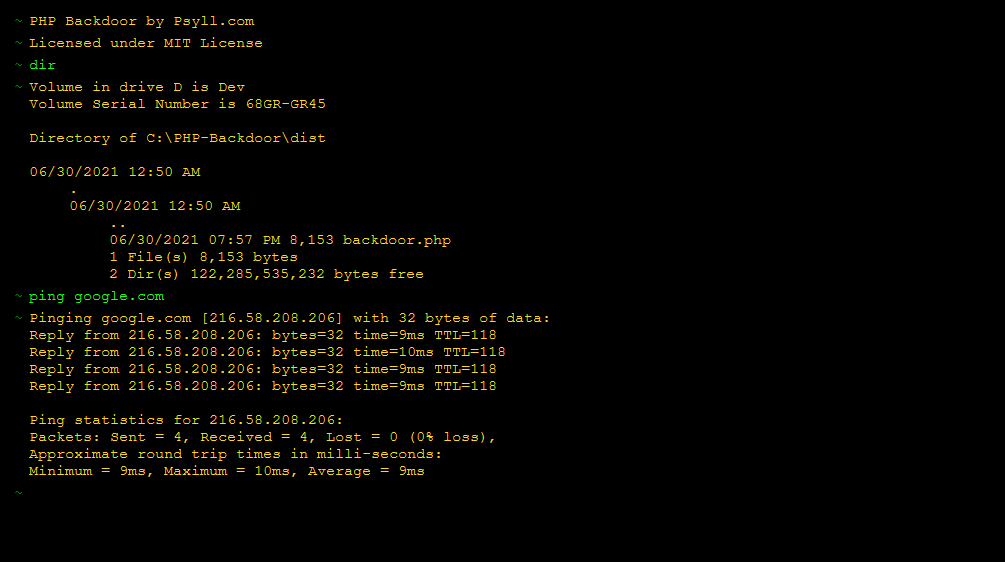 ~ PHP Backdoor by Psyll.com
~ Licensed under MIT License
~ dir
~ Volume in drive D is Dev
Volume Serial Number is 68GR-GR45
Directory of C:\PHP-Backdoor\dist
06/30/2021 12:50 AM
.
06/30/2021 12:50 AM
..
06/30/2021 07:57 PM 8,153 backdoor.php
1 File(s) 8,153 bytes
2 Dir(s) 122,285,535,232 bytes free
~ ping google.com
~ Pinging google.com [216.58.208.206] with 32 bytes of data:
Reply from 216.58.208.206: bytes=32 time=9ms TTL=118
Reply from 216.58.208.206: bytes=32 time=10ms TTL=118
Reply from 216.58.208.206: bytes=32 time=9ms TTL=118
Reply from 216.58.208.206: bytes=32 time=9ms TTL=118
Ping statistics for 216.58.208.206:
Packets: Sent = 4, Received = 4, Lost = 0 (0% loss),
Approximate round trip times in milli-seconds:
Minimum = 9ms, Maximum = 10ms, Average = 9ms
~